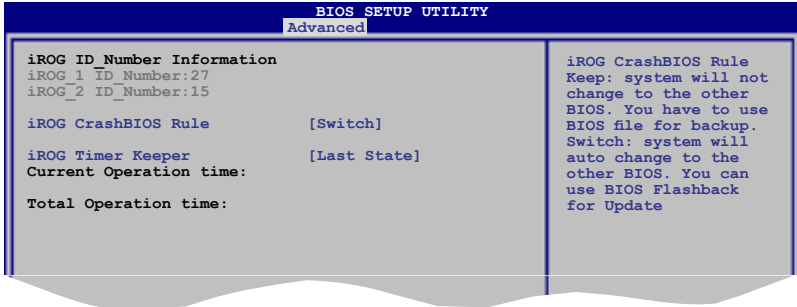 BIOS SETUP UTILITY
Advanced
iROG ID_Number Information
iROG_1 ID_Number:27
iROG_2 ID_Number:15
iROG CrashBIOS Rule [Switch]
iROG Timer Keeper [Last State]
Current Operation time:
Total Operation time:
iROG CrashBIOS Rule
Keep: system will not
change to the other
BIOS. You have to use
BIOS file for backup.
Switch: system will
auto change to the
other BIOS. You can
use BIOS Flashback
for Update